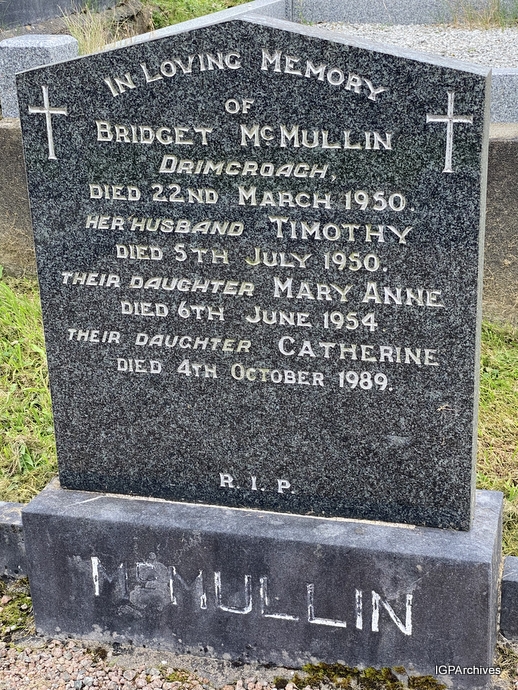 IN LOVING MEMORY
OF
BRIDGET McMULLIN
DRIMCROAGH,
DIED 22ND MARCH 1950.
HER HUSBAND TIMOTHY
DIED 5TH JULY 1950.
THEIR DAUGHTER MARY ANNE
DIED 6TH JUNE 1954
THEIR DAUGHTER CATHERINE
DIED 4TH OCTOBER 1989.
R. I. P.
McMULLIN
IGPArchives